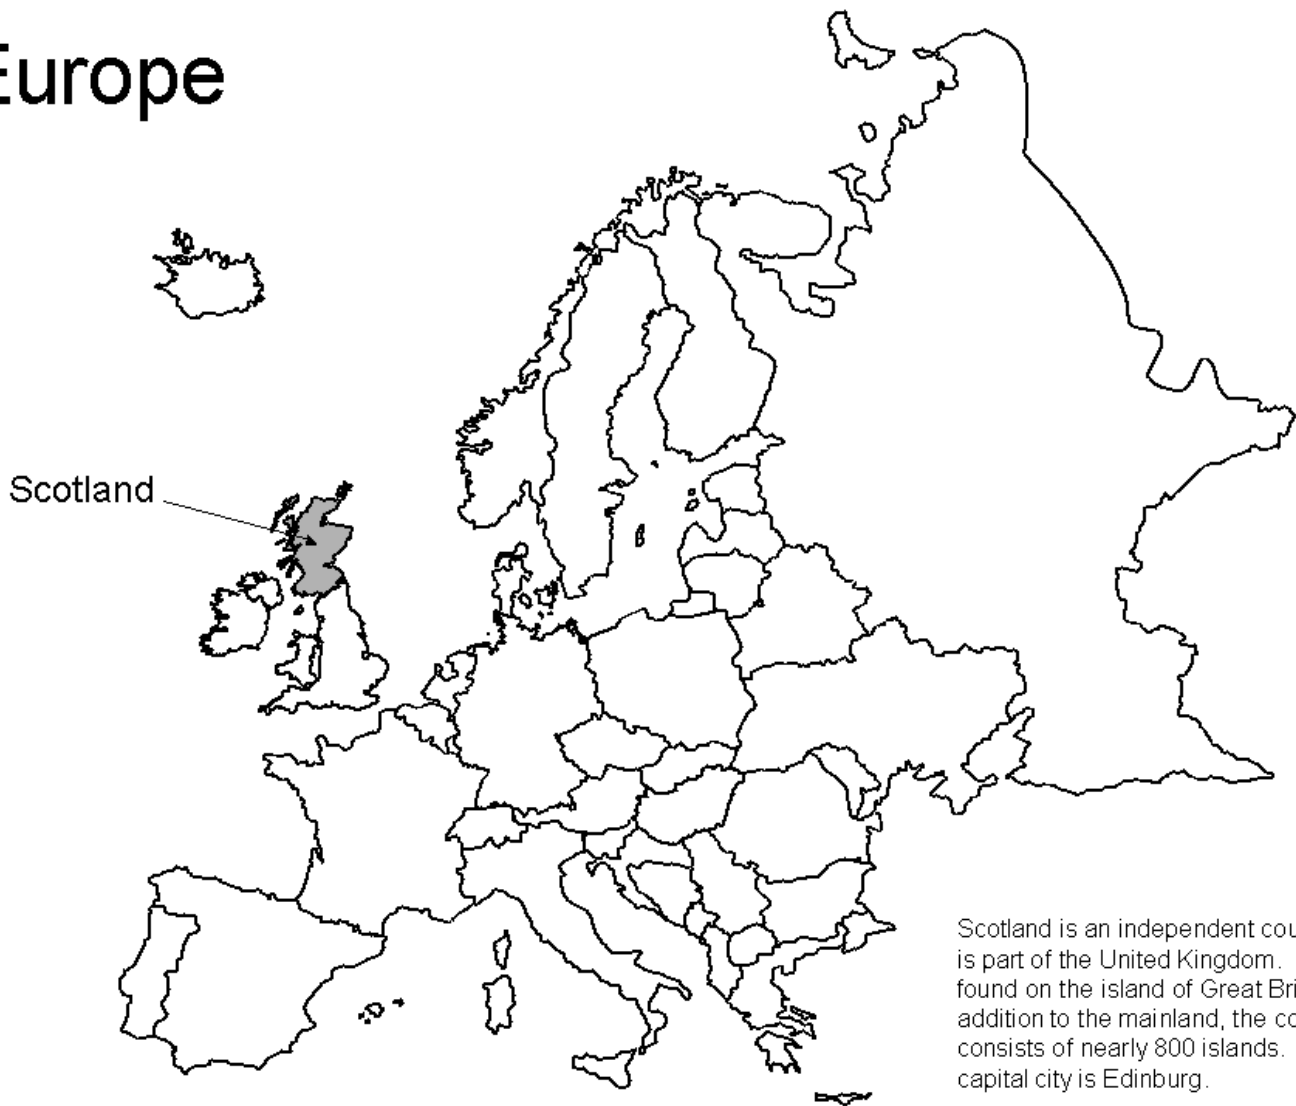 Europe
Scotland
Scotland is an independent cou
is part of the United Kingdom.
found on the island of Great Bri
addition to the mainland, the co
consists of nearly 800 islands.
capital city is Edinburg.